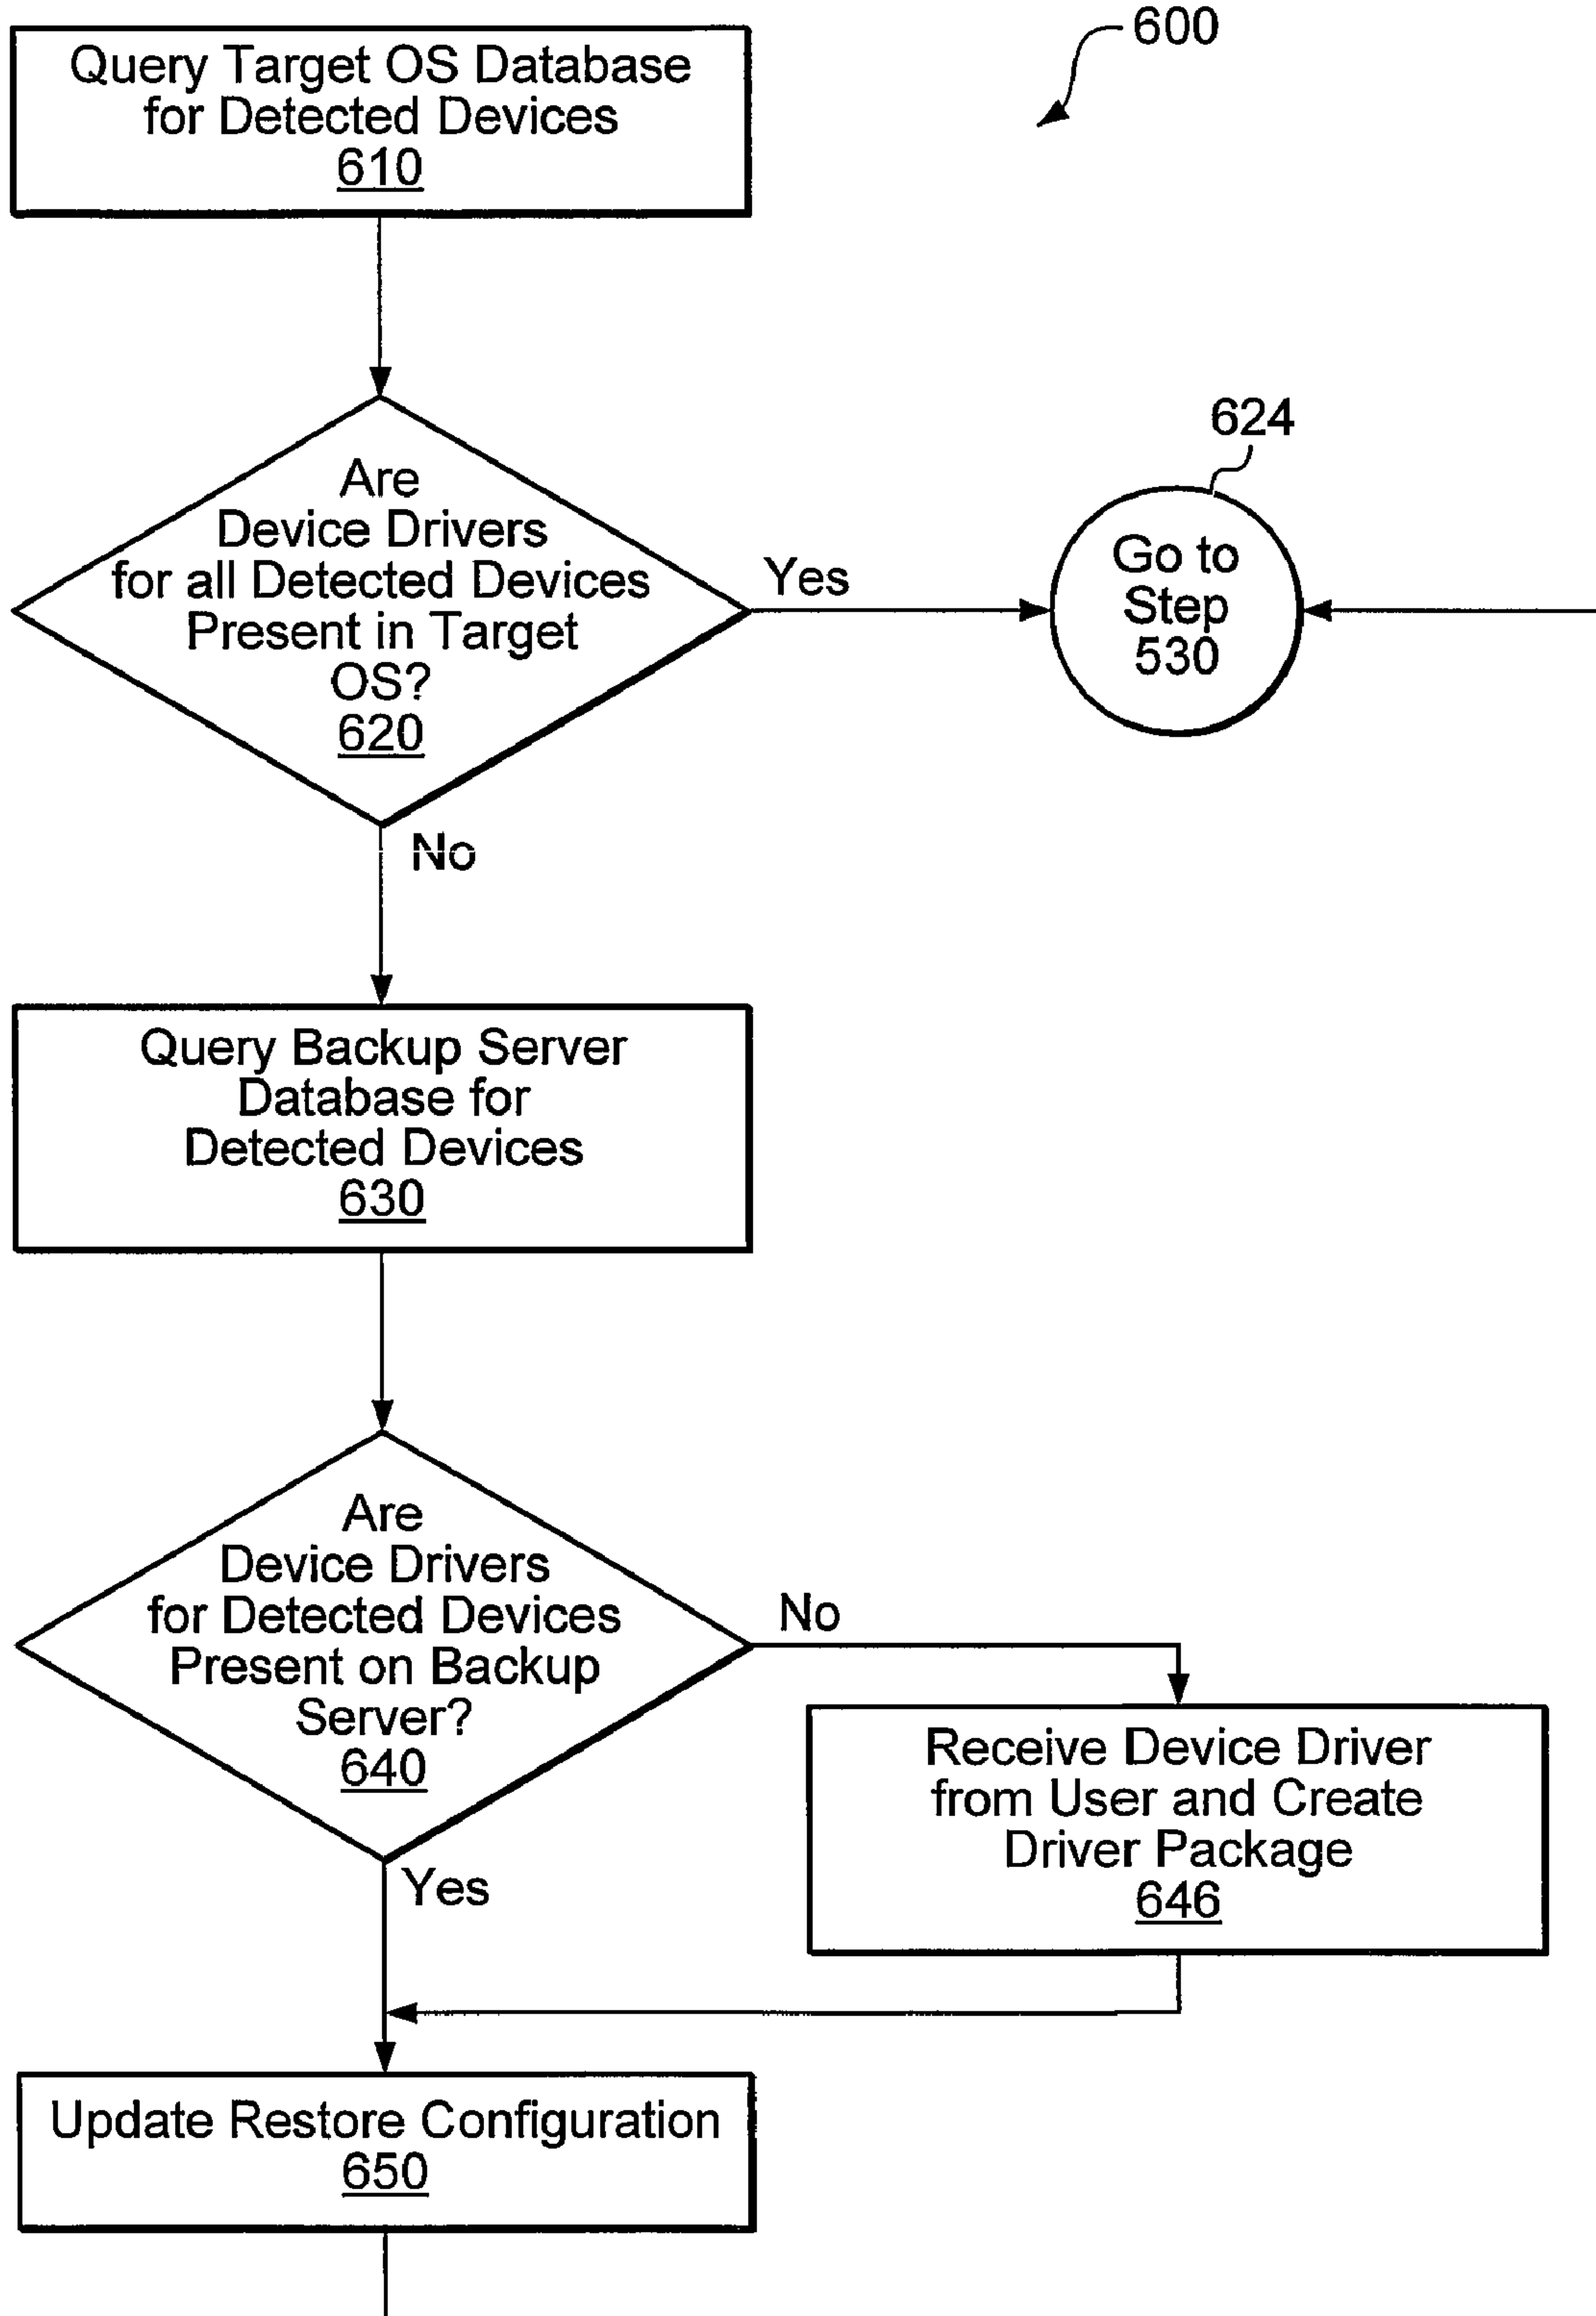 600
Query Target OS Database
for Detected Devices
610
Are
Device Drivers
for all Detected Devices
Present in Target
OS?
620
Yes
624
Go to
Step
530
No
Query Backup Server
Database for
Detected Devices
630
Are
Device Drivers
for Detected Devices
Present on Backup
Server?
640
No
Receive Device Driver
from User and Create
Driver Package
646
Yes
Update Restore Configuration
650